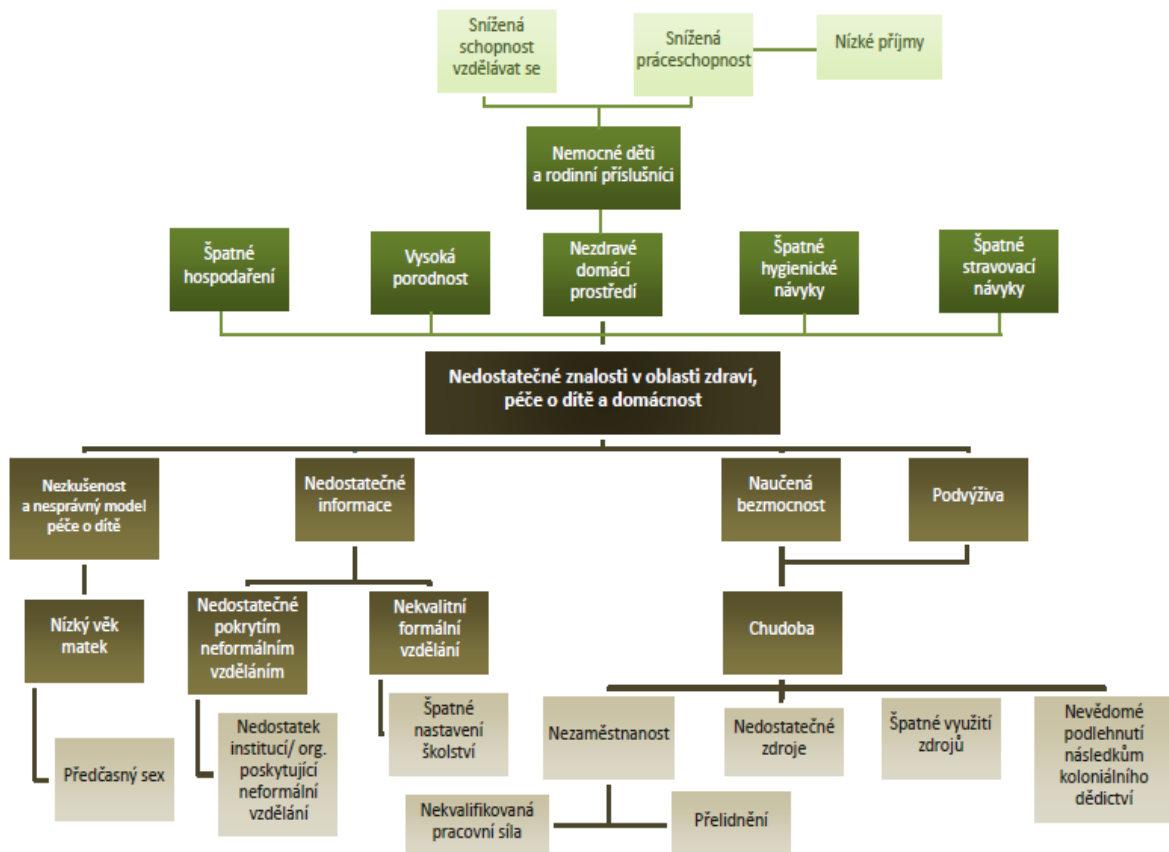 Snížená
schopnost
vzdělávat se
Snížená
práceschopnost
Nízké příjmy
Nemocné děti
a rodinní příslušníci
Špatné
hospodaření
Vysoká
porodnost
Nezdravé
domácí
prostředí
Špatné
hygienické
návyky
Špatné
stravovací
návyky
Nedostatečné znalosti v oblasti zdraví,
péče o dítě a domácnost
Nezkušenost
a nesprávný model
péče o dítě
Nedostatečné
informace
Naučená
bezmocnost
Podvýživa
Nízký věk
matek
Nedostatečné
pokrytím
neformálním
vzděláním
Nekvalitní
formální
vzdělání
Chudoba
Předčasný sex
Nedostatek
institucí/ org.
poskytující
neformální
vzdělání
Špatné
nastavení
školství
Nezaměstnanost
Nedostatečné
zdroje
Špatné využití
zdrojů
Nevědomé
podlehnutí
následkům
koloniálního
dědictví
Nekvalifikovaná
pracovní síla
Přelidnění